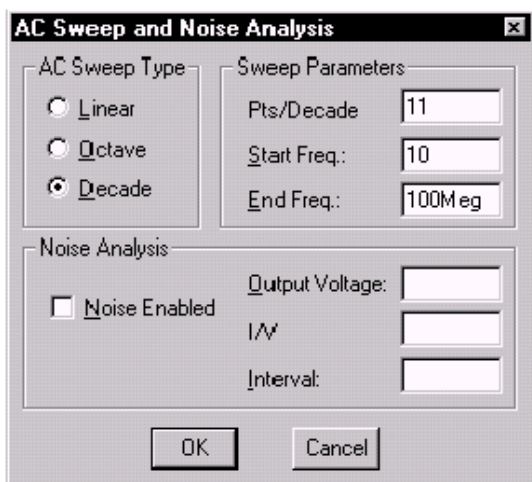 AC Sweep and Noise Analysis
AC Sweep Type
Linear
Octave
Decade
Sweep Parameters
Pts/Decade 11
Start Freq.: 10
End Freq.: 100Meg
Noise Analysis
Noise Enabled
Output Voltage:
I/V
Interval:
OK Cancel